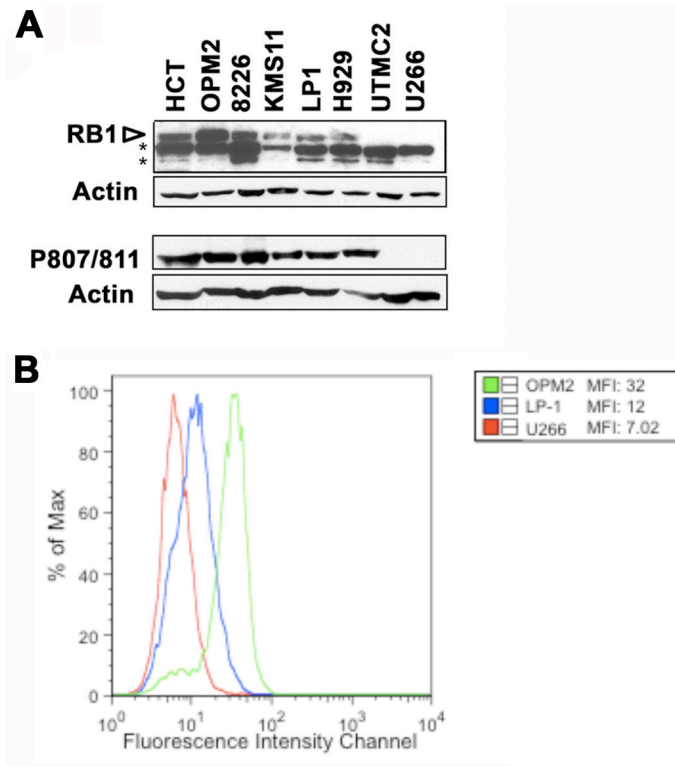 A
HCT OPM2 8226 KMS11 LP1 H929 UTMC2 U266
RB1
*
*
Actin
P807/811
Actin
B
OPM2 MFI: 32
LP-1 MFI: 12
U266 MFI: 7.02
% of Max
100
80
60
40
20
0
10^0 10^1 10^2 10^3 10^4
Fluorescence Intensity Channel